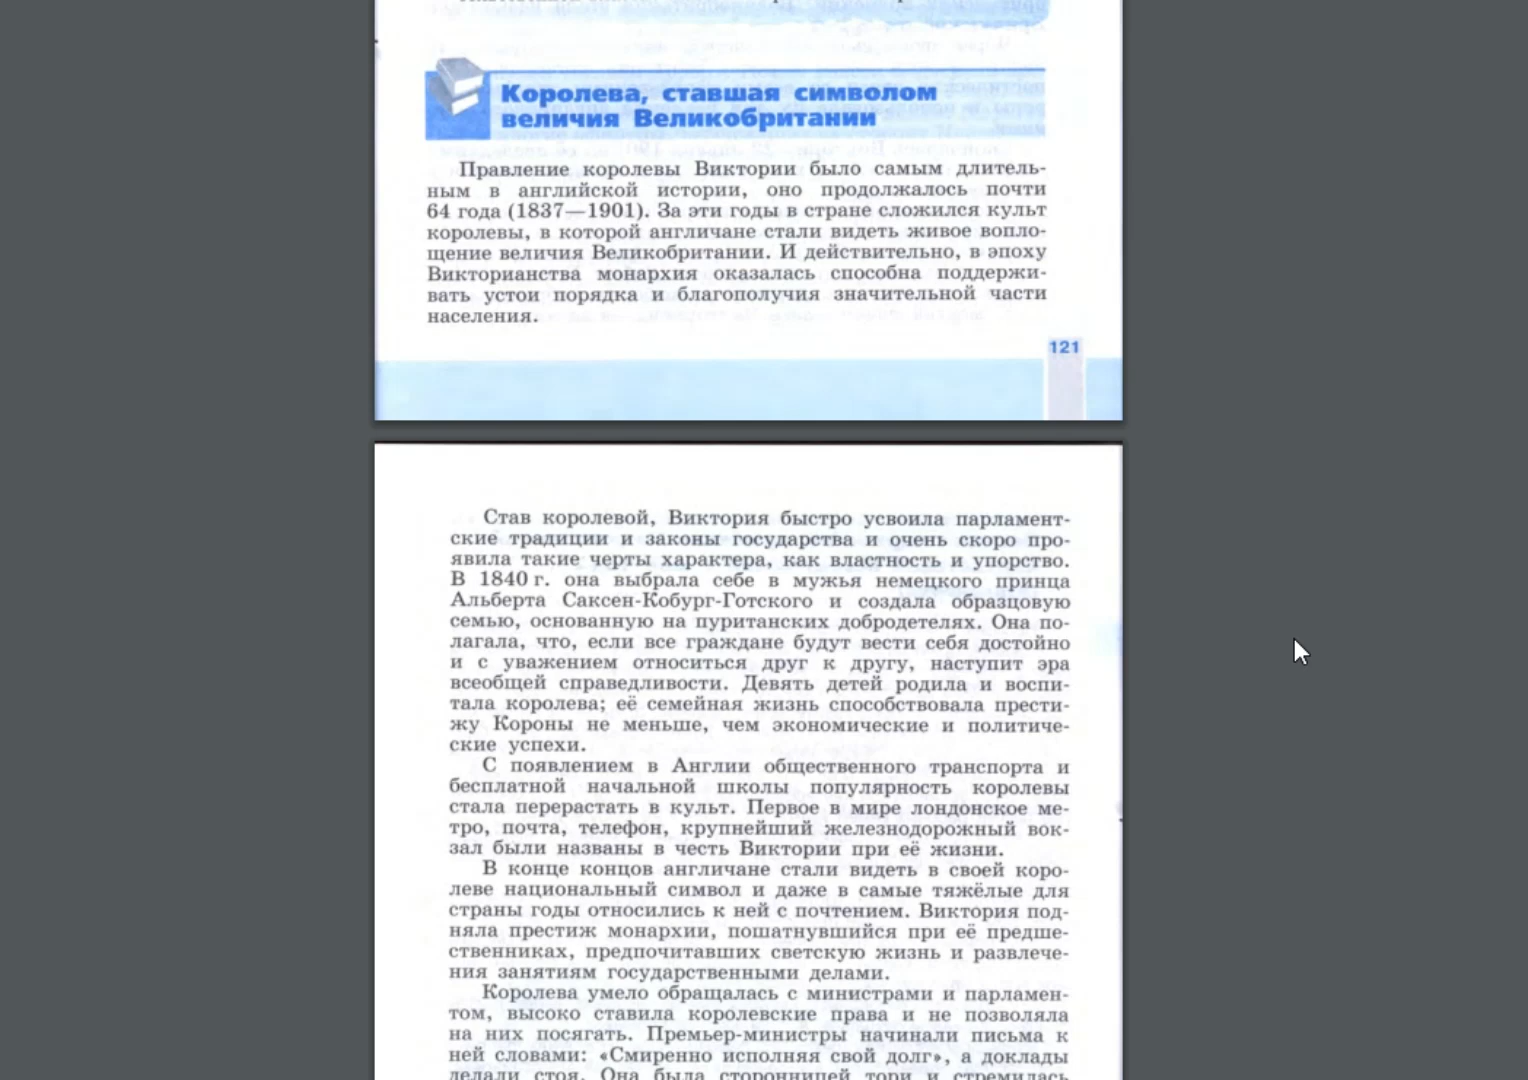 Королева, ставшая символом
величия Великобритании
Правление королевы Виктории было самым длитель-
ным в английской истории, оно продолжалось почти
64 года (1837—1901). За эти годы в стране сложился культ
королевы, в которой англичане стали видеть живое вопло-
щение величия Великобритании. И действительно, в эпоху
Викторианства монархия оказалась способна поддержи-
вать устои порядка и благополучия значительной части
населения.
121
Став королевой, Виктория быстро усвоила парламент-
ские традиции и законы государства и очень скоро про-
явила такие черты характера, как властность и упорство.
В 1840 г. она выбрала себе в мужья немецкого принца
Альберта Саксен-Кобург-Готского и создала образцовую
семью, основанную на пуританских добродетелях. Она по-
лагала, что, если все граждане будут вести себя достойно
и с уважением относиться друг к другу, наступит эра
всеобщей справедливости. Девять детей родила и воспи-
тала королева; её семейная жизнь способствовала прести-
жу Короны не меньше, чем экономические и политиче-
ские успехи.
С появлением в Англии общественного транспорта и
бесплатной начальной школы популярность королевы
стала перерастать в культ. Первое в мире лондонское ме-
тро, почта, телефон, крупнейший железнодорожный вок-
зал были названы в честь Виктории при её жизни.
В конце концов англичане стали видеть в своей коро-
леве национальный символ и даже в самые тяжёлые для
страны годы относились к ней с почтением. Виктория под-
няла престиж монархии, пошатнувшийся при её предше-
ственниках, предпочитавших светскую жизнь и развлече-
ния занятиям государственными делами.
Королева умело обращалась с министрами и парламен-
том, высоко ставила королевские права и не позволяла
на них посягать. Премьер-министры начинали письма к
ней словами: «Смиренно исполняя свой долг», а доклады
делали стоя. Она была сторонницей тори и стремилась